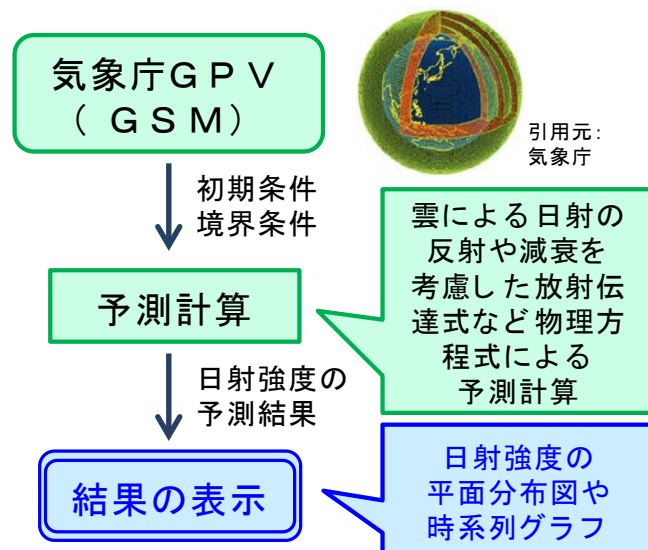 気象庁ＧＰＶ
（ ＧＳＭ）
引用元：
気象庁
初期条件
境界条件
雲による日射の
反射や減衰を
考慮した放射伝
達式など物理方
程式による
予測計算
予測計算
日射強度の
予測結果
結果の表示
日射強度の
平面分布図や
時系列グラフ